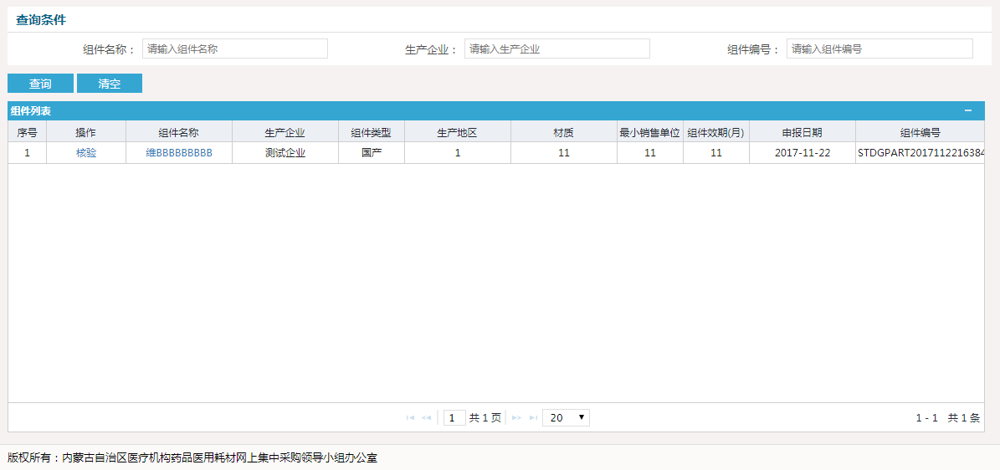 查询条件
组件名称： 请输入组件名称 生产企业： 请输入生产企业 组件编号： 请输入组件编号
查询 清空
组件列表
序号 操作 组件名称 生产企业 组件类型 生产地区 材质 最小销售单位 组件效期(月) 申报日期 组件编号
1 核验 维BBBBBBBBB 测试企业 国产 1 11 11 11 2017-11-22 STDGPART2017112216384
1 共 1 页 20 1 - 1 共 1 条
版权所有：内蒙古自治区医疗机构药品医用耗材网上集中采购领导小组办公室